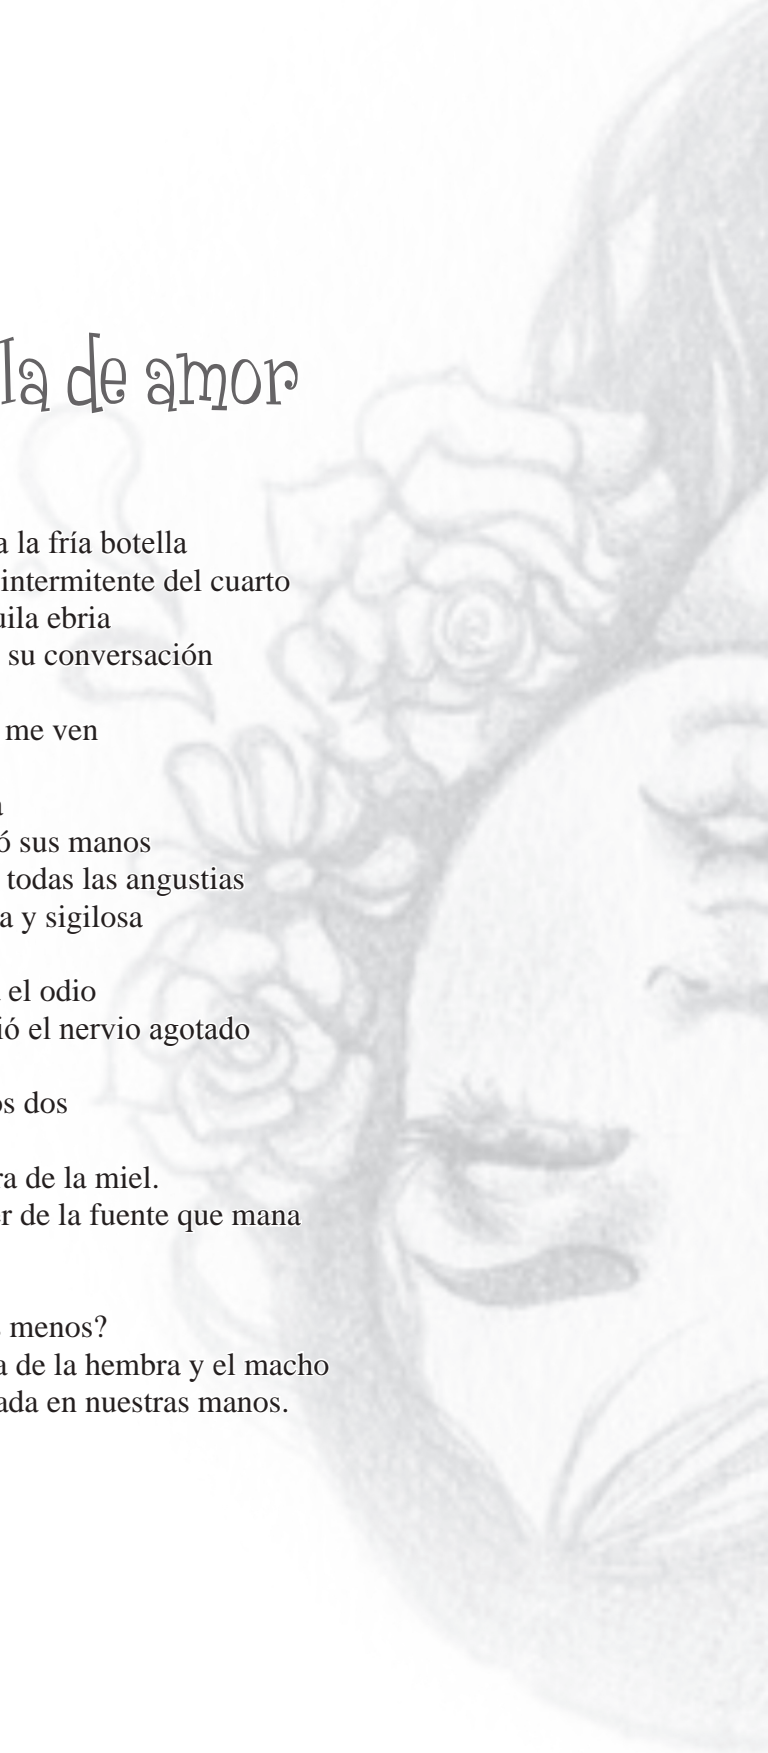 la de amor
a la fría botella
intermitente del cuarto
uila ebria
su conversación
me ven
a
ó sus manos
todas las angustias
a y sigilosa
el odio
ió el nervio agotado
os dos
ra de la miel.
er de la fuente que mana
menos?
a de la hembra y el macho
ada en nuestras manos.